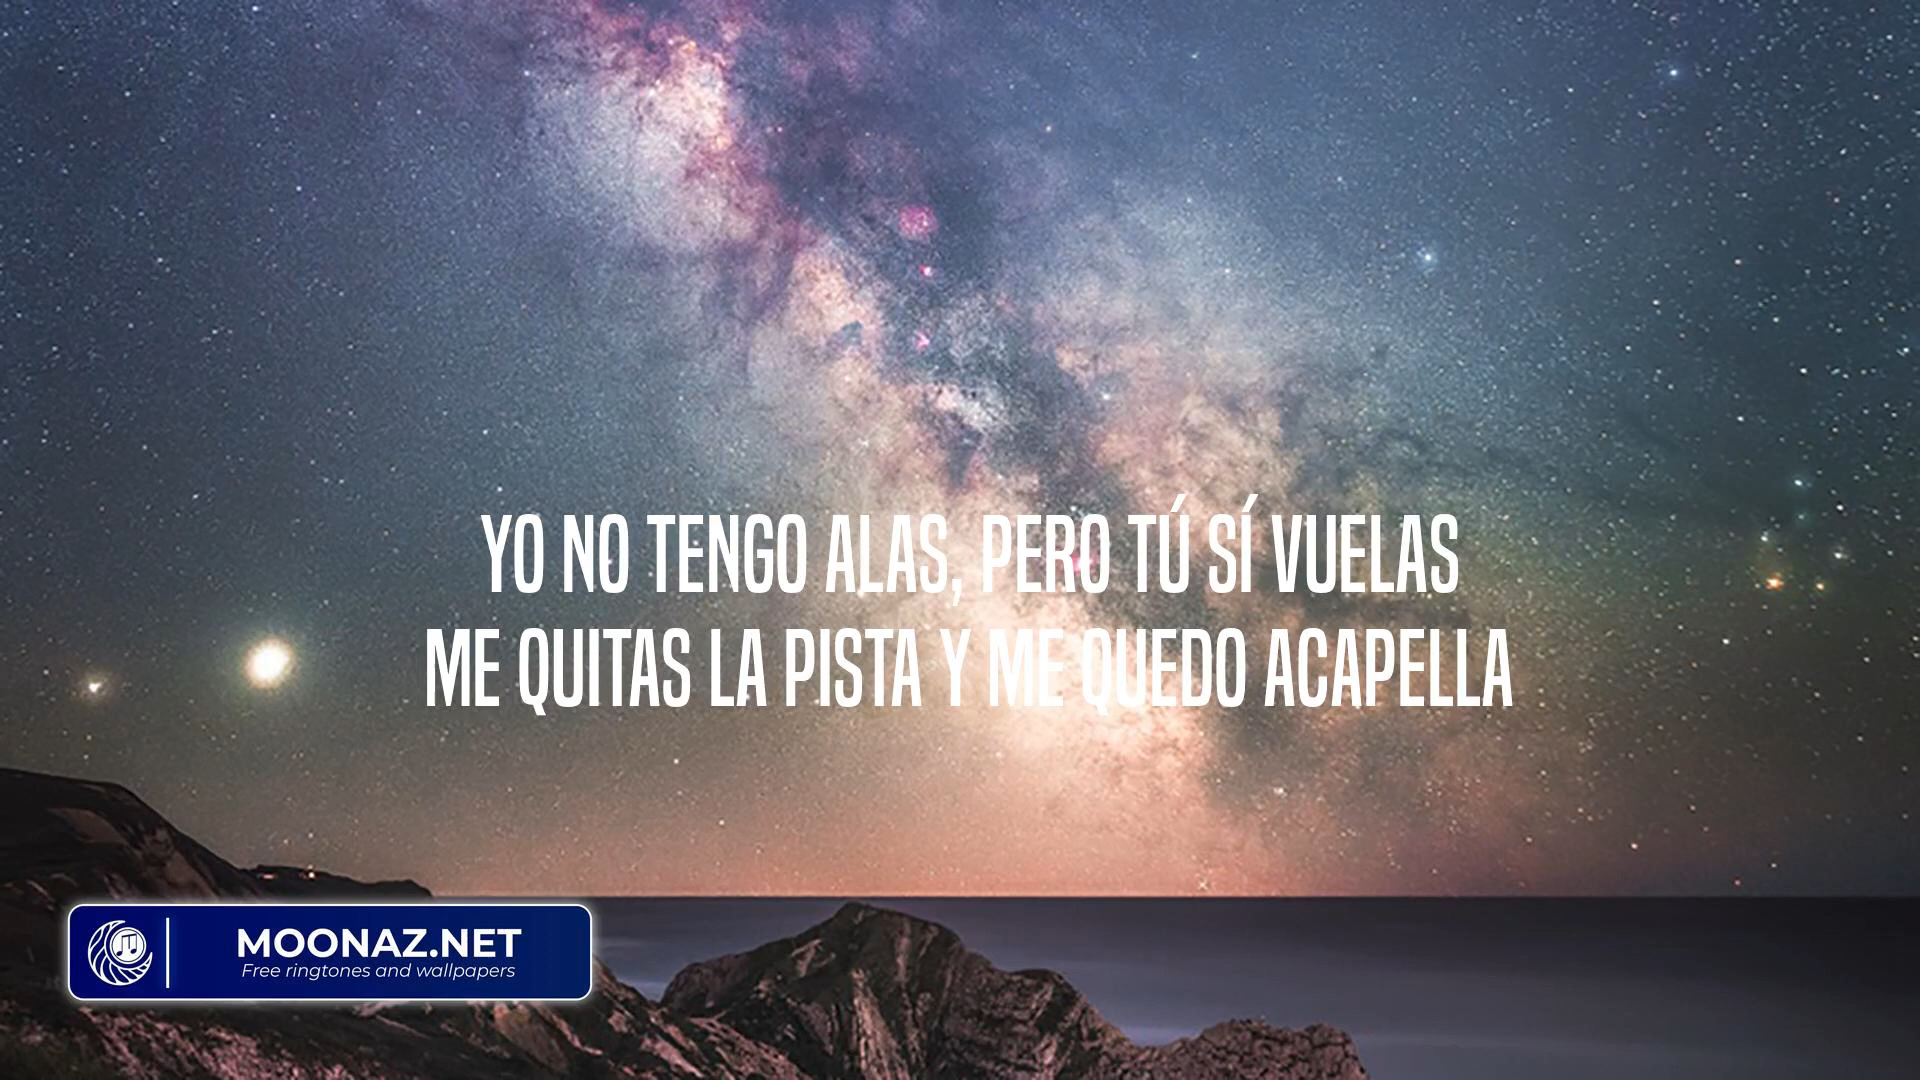 YO NO TENGO ALAS, PERO TÚ SÍ VUELAS
ME QUITAS LA PISTA Y ME QUEDO ACAPELLA
MOONAZ.NET
Free ringtones and wallpapers